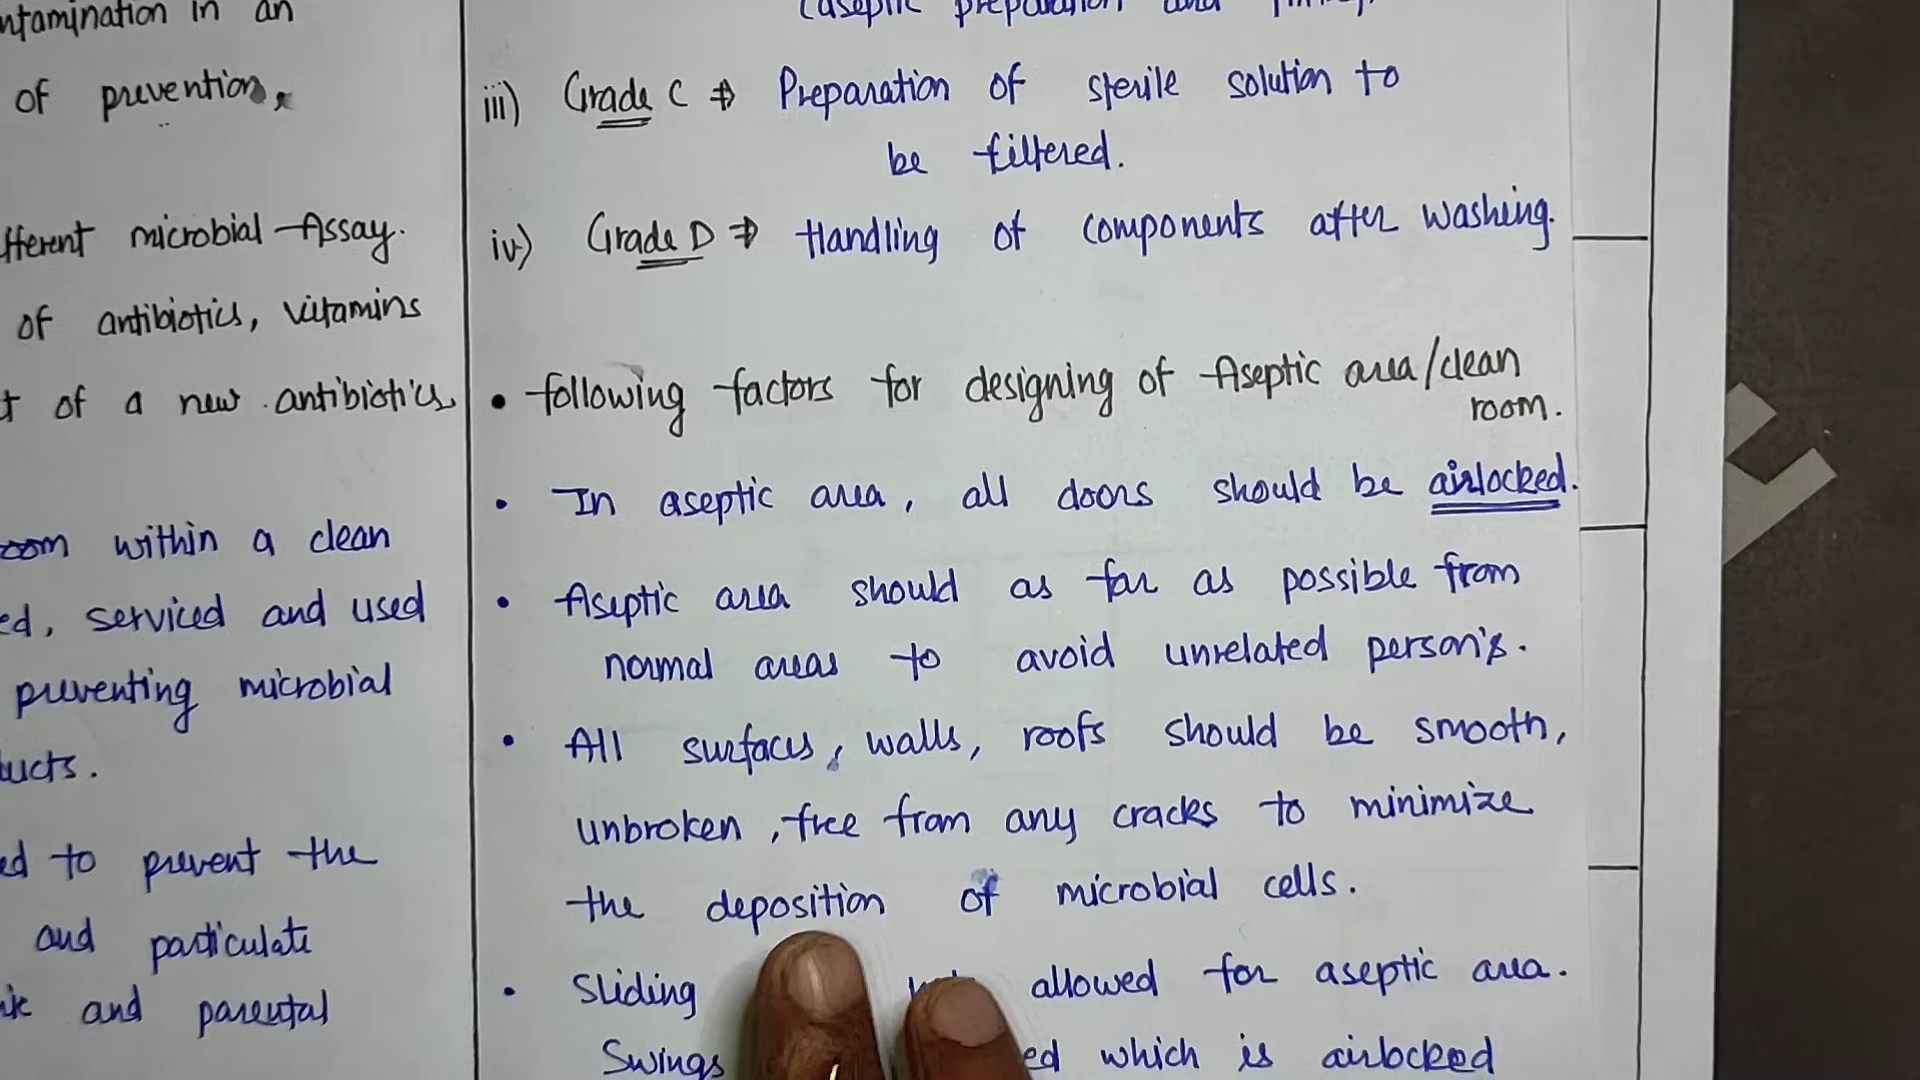 ntamination in an
of prevention.
fferent microbial Assay.
of antibiotics, vitamins
t of a new antibiotics
oom within a clean
ed, serviced and used
preventing microbial
ucts.
ed to prevent the
and particulate
and parental
(aseptic preparation and
iii) Grade C ⇒ Preparation of sterile solution to
be filtered.
iv) Grade D ⇒ Handling of components after washing.
• following factors for designing of Aseptic area/clean
room.
• In aseptic area, all doors should be airlocked.
• Aseptic area should as far as possible from
normal areas to avoid unrelated person's.
• All surfaces, walls, roofs should be smooth,
unbroken, free from any cracks to minimize
the deposition of microbial cells.
• Sliding allowed for aseptic area.
Swings ed which is airlocked